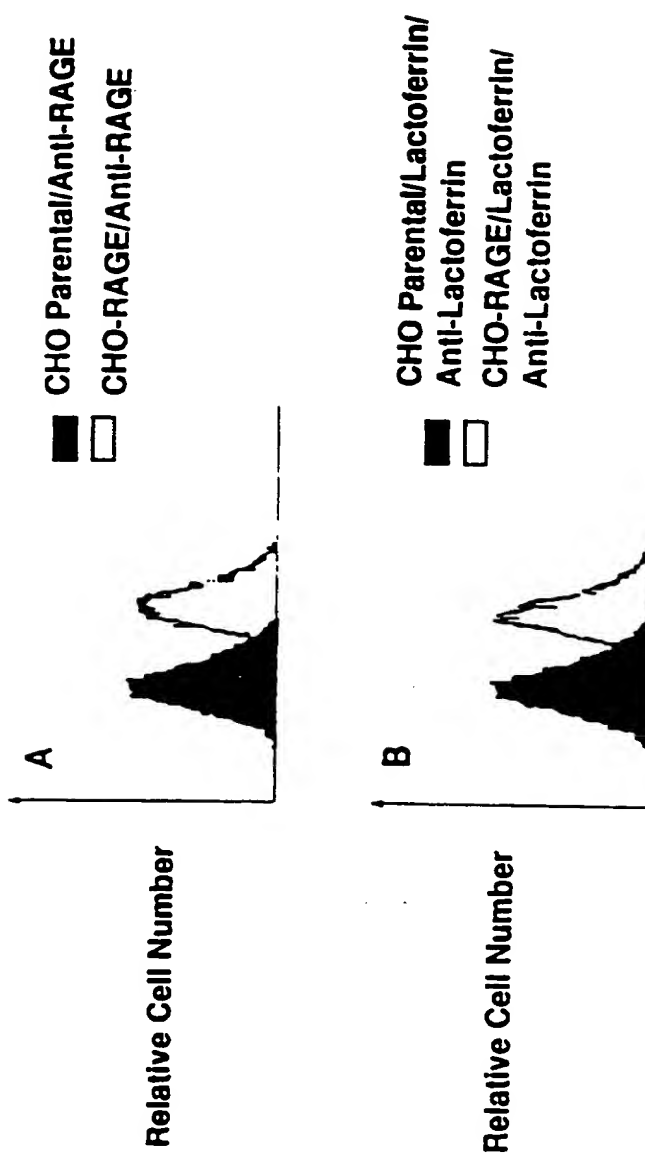 A
Relative Cell Number
CHO Parental/Anti-RAGE
CHO-RAGE/Anti-RAGE
B
Relative Cell Number
CHO Parental/Lactoferrin/
Anti-Lactoferrin
CHO-RAGE/Lactoferrin/
Anti-Lactoferrin